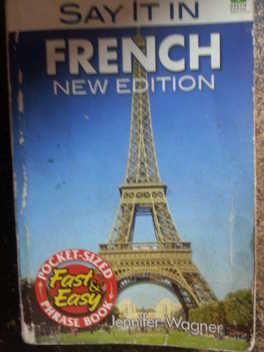 SAY IT IN
FRENCH
NEW EDITION
POCKET-SIZED
Fast &
Easy
PHRASE BOOK
Jennifer Wagner